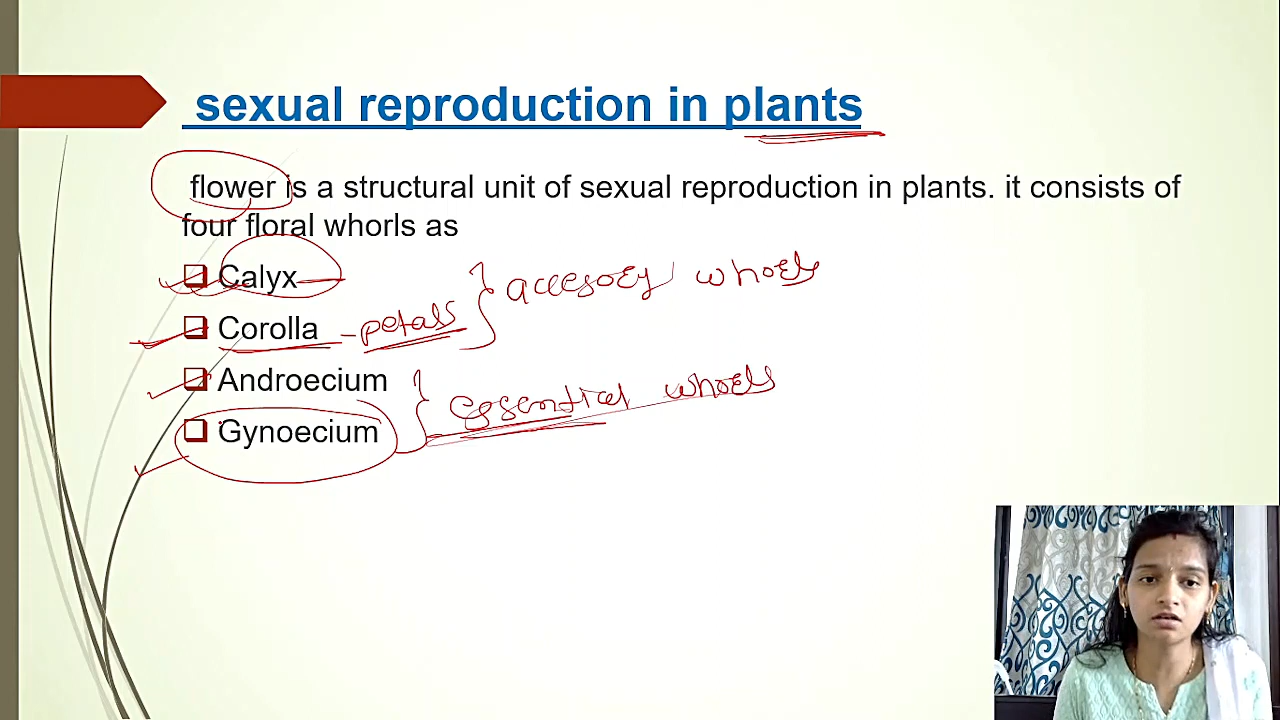 sexual reproduction in plants
flower is a structural unit of sexual reproduction in plants. it consists of
four floral whorls as
Calyx
Corolla - petals } accesory whorls
Androecium
Gynoecium } essential whorls